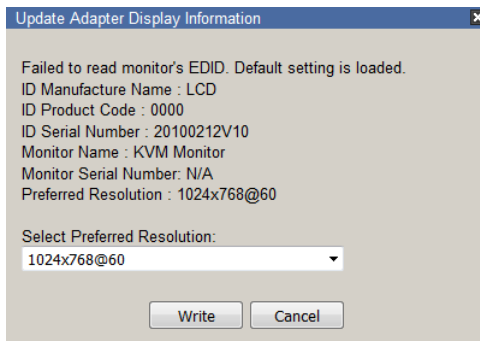 Update Adapter Display Information
Failed to read monitor's EDID. Default setting is loaded.
ID Manufacture Name : LCD
ID Product Code : 0000
ID Serial Number : 20100212V10
Monitor Name : KVM Monitor
Monitor Serial Number: N/A
Preferred Resolution : 1024x768@60
Select Preferred Resolution:
1024x768@60
Write Cancel